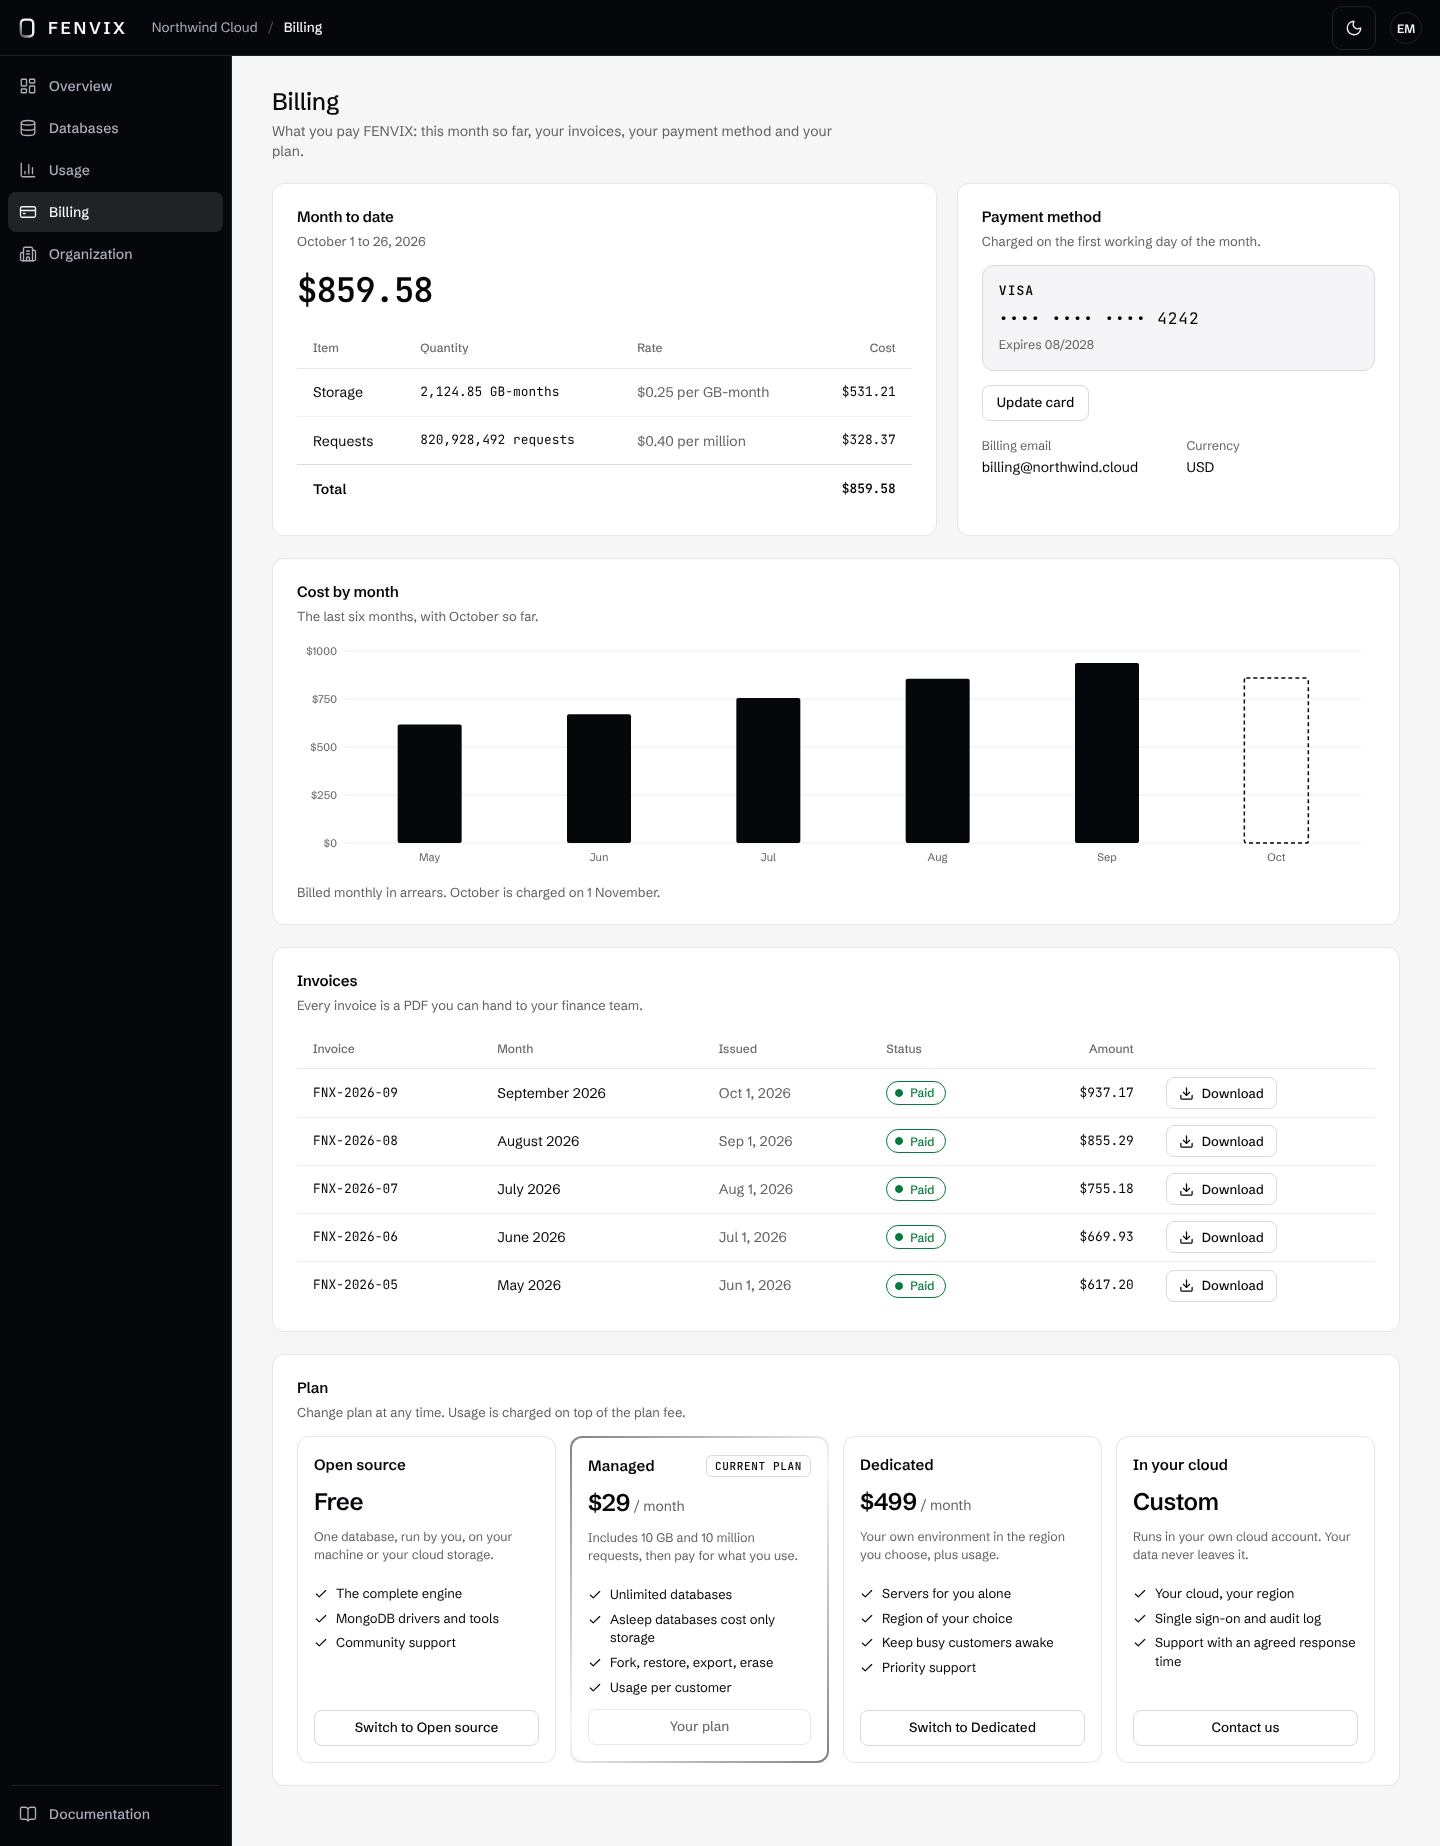 FENVIX Northwind Cloud / Billing EM
Overview
Databases
Usage
Billing
Organization
Documentation
Billing
What you pay FENVIX: this month so far, your invoices, your payment method and your
plan.
Month to date
October 1 to 26, 2026
$859.58
Item Quantity Rate Cost
Storage 2,124.85 GB-months $0.25 per GB-month $531.21
Requests 820,928,492 requests $0.40 per million $328.37
Total $859.58
Payment method
Charged on the first working day of the month.
VISA
•••• •••• •••• 4242
Expires 08/2028
Update card
Billing email Currency
billing@northwind.cloud USD
Cost by month
The last six months, with October so far.
$1000
$750
$500
$250
$0
May Jun Jul Aug Sep Oct
Billed monthly in arrears. October is charged on 1 November.
Invoices
Every invoice is a PDF you can hand to your finance team.
Invoice Month Issued Status Amount
FNX-2026-09 September 2026 Oct 1, 2026 Paid $937.17 Download
FNX-2026-08 August 2026 Sep 1, 2026 Paid $855.29 Download
FNX-2026-07 July 2026 Aug 1, 2026 Paid $755.18 Download
FNX-2026-06 June 2026 Jul 1, 2026 Paid $669.93 Download
FNX-2026-05 May 2026 Jun 1, 2026 Paid $617.20 Download
Plan
Change plan at any time. Usage is charged on top of the plan fee.
Open source
Free
One database, run by you, on your
machine or your cloud storage.
The complete engine
MongoDB drivers and tools
Community support
Switch to Open source
Managed CURRENT PLAN
$29 / month
Includes 10 GB and 10 million
requests, then pay for what you use.
Unlimited databases
Asleep databases cost only
storage
Fork, restore, export, erase
Usage per customer
Your plan
Dedicated
$499 / month
Your own environment in the region
you choose, plus usage.
Servers for you alone
Region of your choice
Keep busy customers awake
Priority support
Switch to Dedicated
In your cloud
Custom
Runs in your own cloud account. Your
data never leaves it.
Your cloud, your region
Single sign-on and audit log
Support with an agreed response
time
Contact us